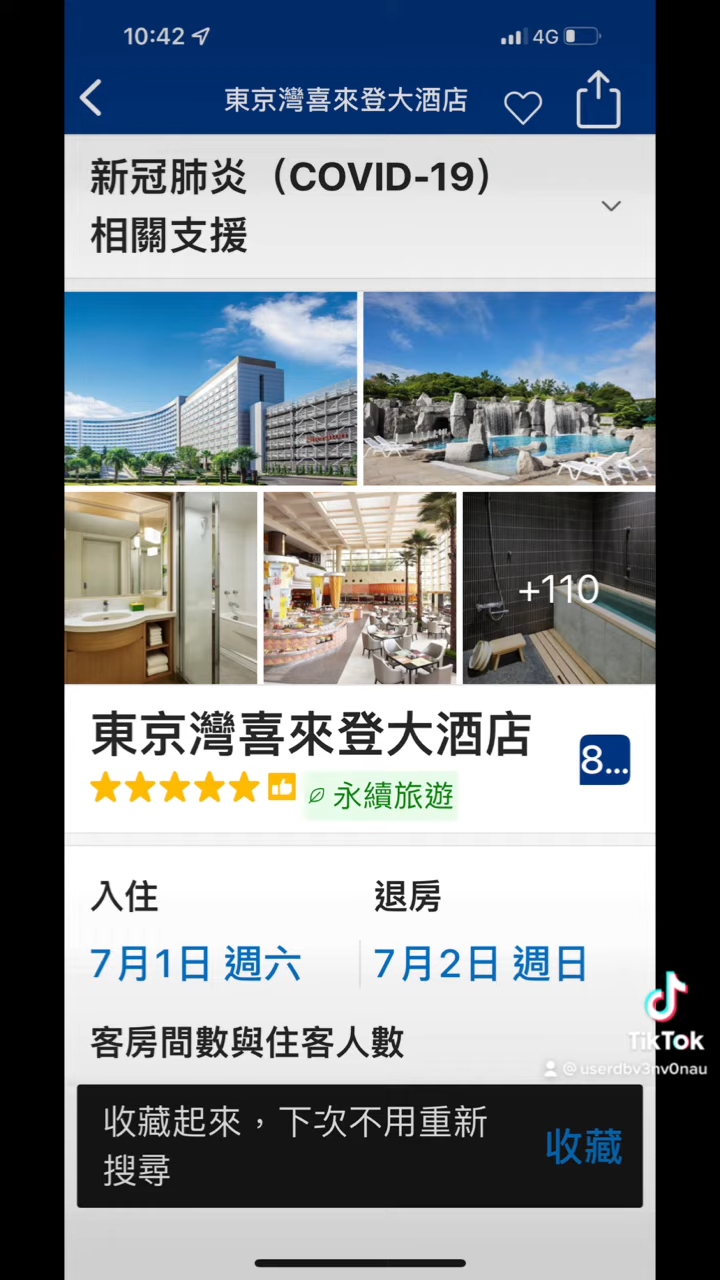 10:42
4G
東京灣喜來登大酒店
新冠肺炎（COVID-19）
相關支援
+110
東京灣喜來登大酒店
8...
永續旅遊
入住
退房
7月1日 週六
7月2日 週日
客房間數與住客人數
TikTok
@userdbv3nv0nau
收藏起來，下次不用重新
搜尋
收藏